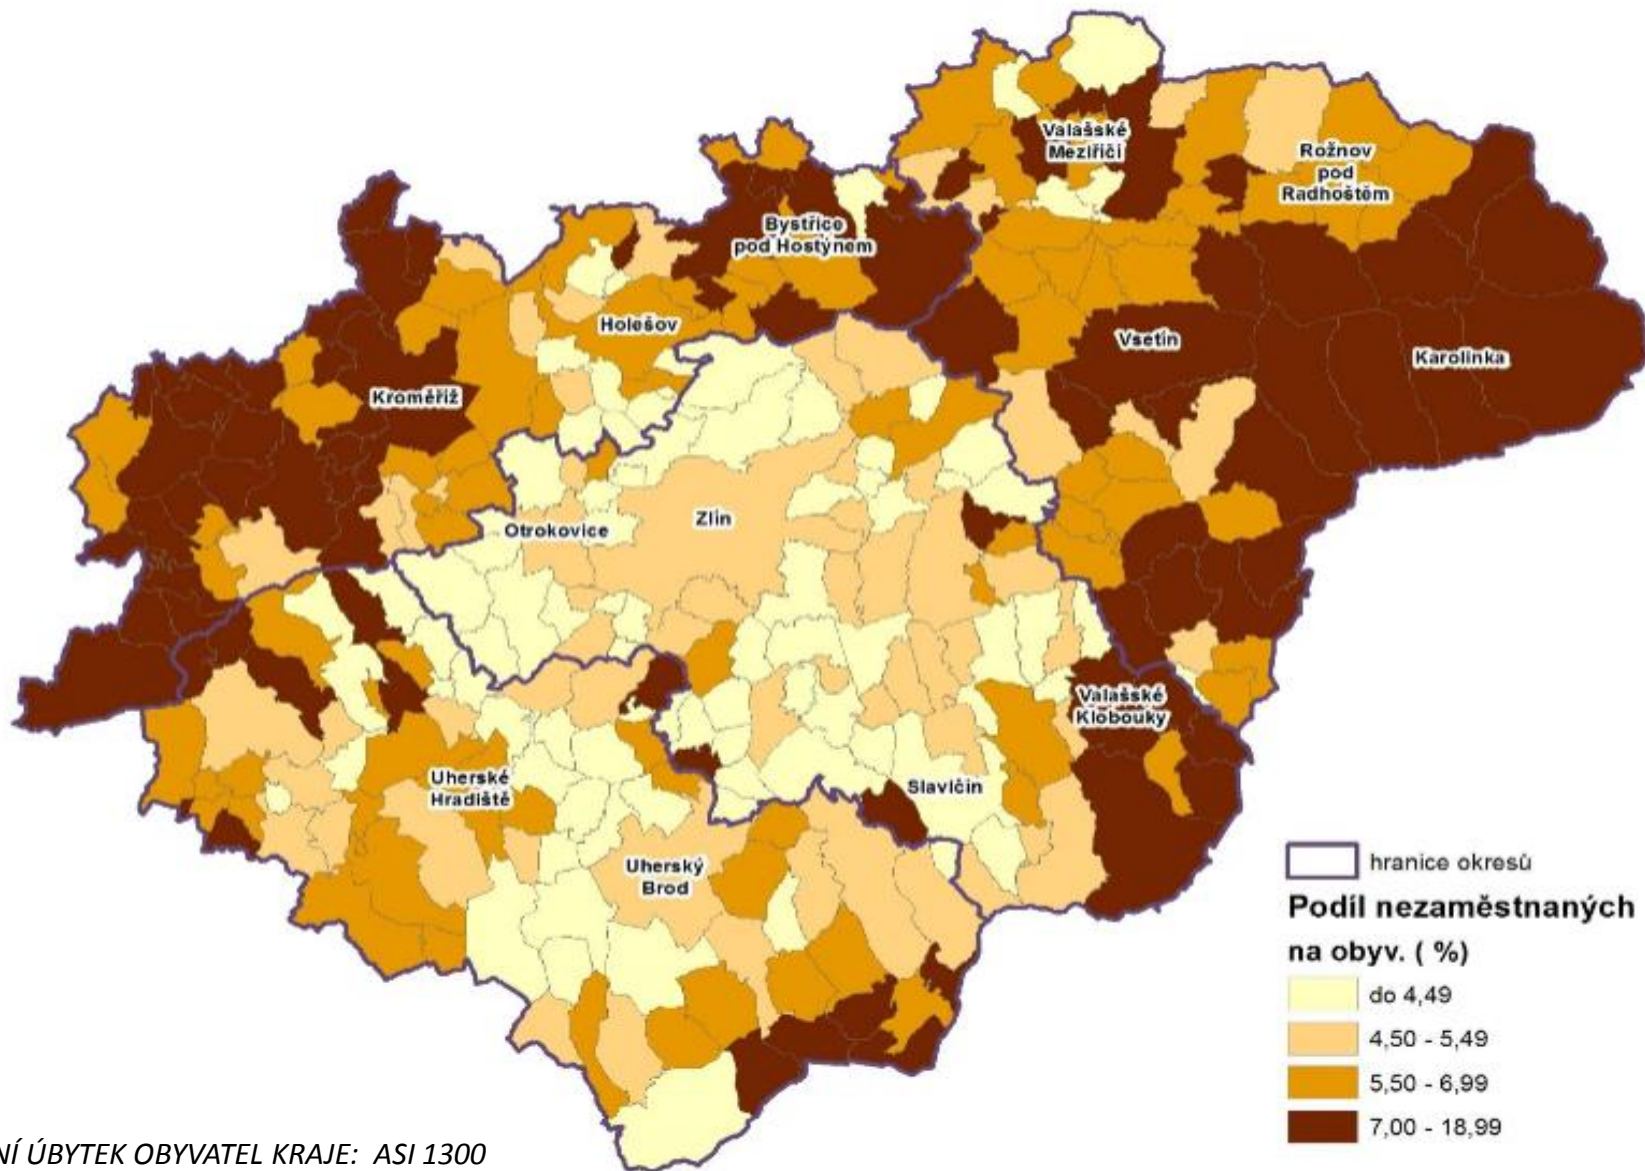 Valašské
Meziříčí
Rožnov
pod
Radhoštěm
Bystřice
pod Hostýnem
Holešov
Vsetín
Karolinka
Kroměříž
Zlín
Otrokovice
Valašské
Klobouky
Uherské
Hradiště
Slavičín
Uherský
Brod
hranice okresů
Podíl nezaměstnaných
na obyv. ( %)
do 4,49
4,50 - 5,49
5,50 - 6,99
7,00 - 18,99
NÍ ÚBYTEK OBYVATEL KRAJE: ASI 1300